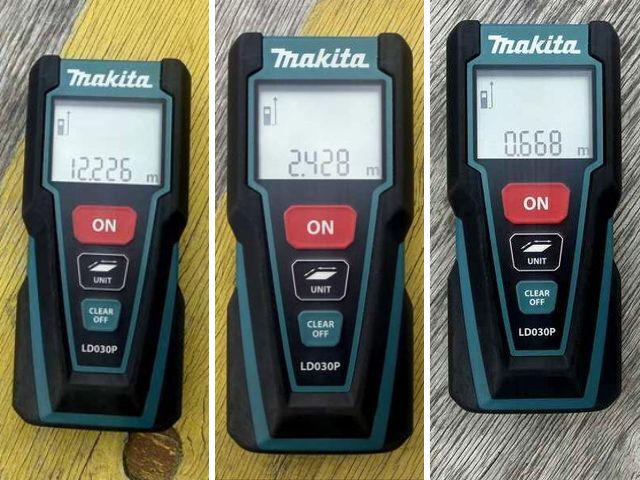 makita
12.226 m
ON
UNIT
CLEAR
OFF
LD030P
makita
2.428 m
ON
UNIT
CLEAR
OFF
LD030P
makita
0.668 m
ON
UNIT
CLEAR
OFF
LD030P